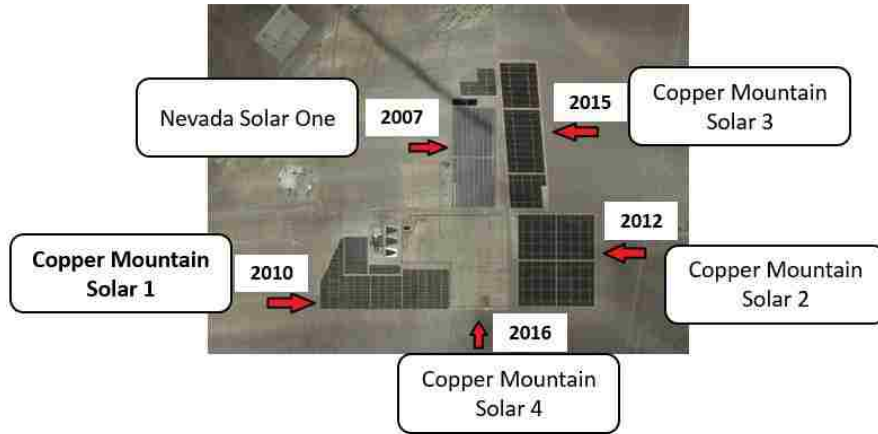 Nevada Solar One
2007
2015
Copper Mountain
Solar 3
2012
Copper Mountain
Solar 2
Copper Mountain
Solar 1
2010
2016
Copper Mountain
Solar 4